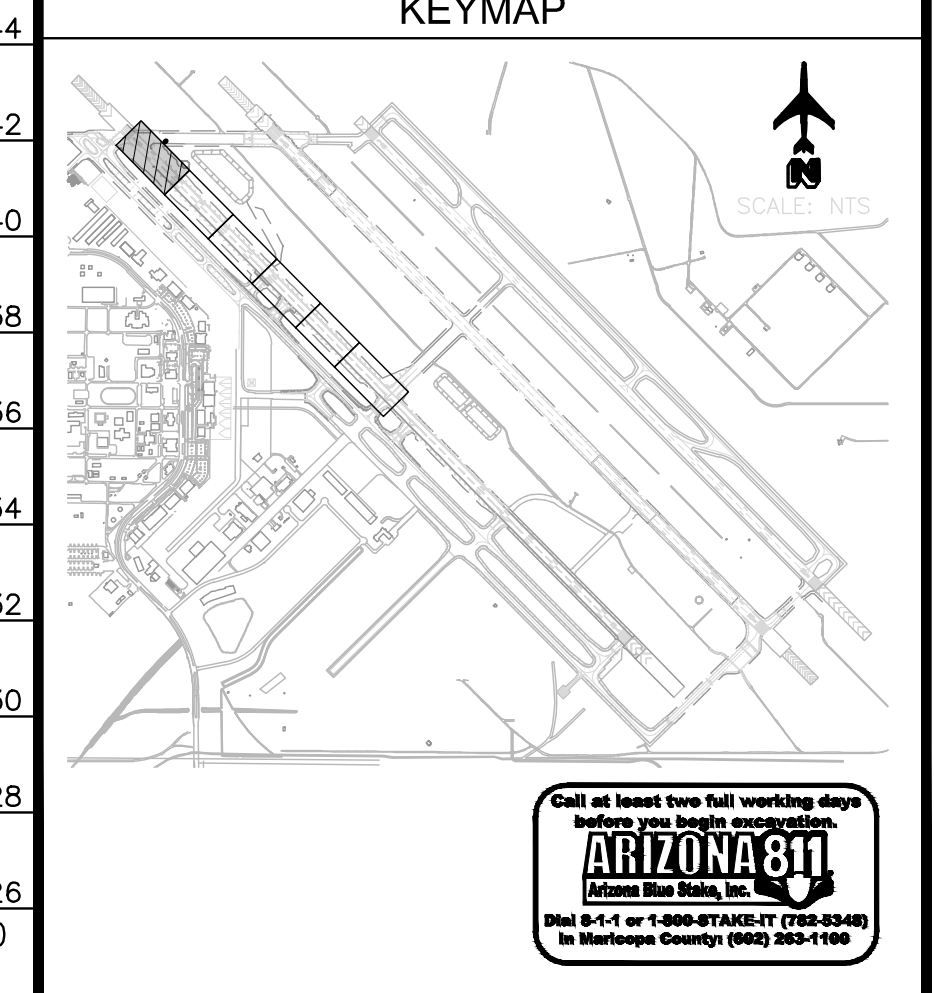 KEYMAP
N
SCALE: NTS
Call at least two full working days
before you begin excavation.
ARIZONA 811
Arizona Blue Stake, Inc.
Dial 8-1-1 or 1-800-STAKE-IT (782-5348)
In Maricopa County: (602) 263-1100